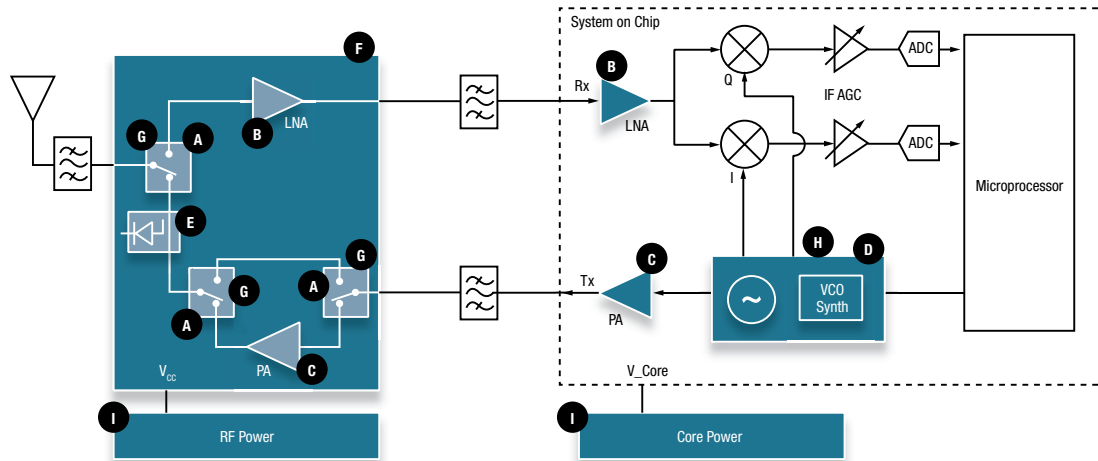 System on Chip
F
B
Rx
LNA
Q
IF AGC
ADC
G
A
B
LNA
I
ADC
Microprocessor
E
G
A
G
A
PA
C
C
Tx
PA
H
D
~
VCO
Synth
Vcc
V_Core
I
RF Power
I
Core Power